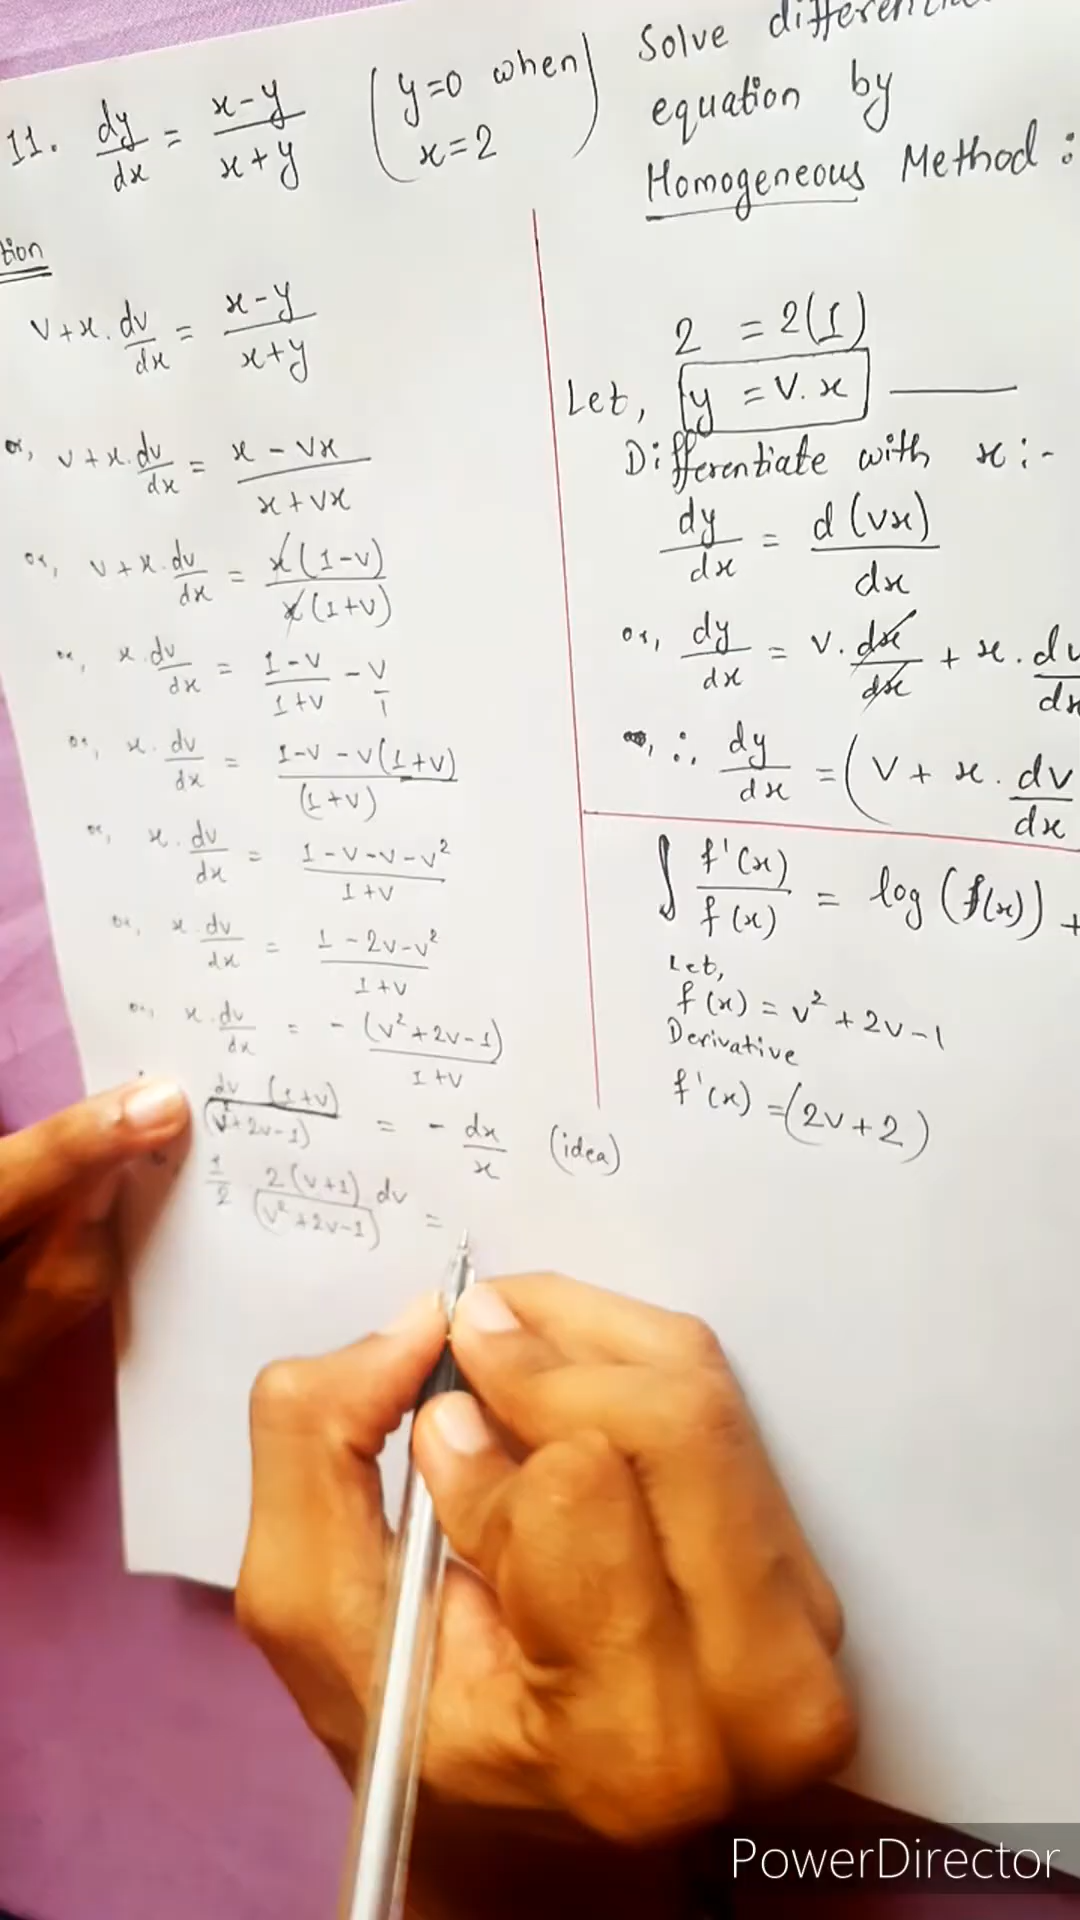 11. dy/dx = x-y/x+y (y=0 when x=2)
Solve
equation by
Homogeneous Method:
tion
v+x.dv/dx = x-y/x+y
or, v+x.dv/dx = x-vx/x+vx
or, v+x.dv/dx = x(1-v)/x(1+v)
or, x.dv/dx = 1-v/1+v - v/1
or, x.dv/dx = 1-v-v(1+v)/(1+v)
or, x.dv/dx = 1-v-v-v²/1+v
or, x.dv/dx = 1-2v-v²/1+v
or, x.dv/dx = -(v²+2v-1)/1+v
dv (1+v)/(v²+2v-1) = -dx/x (idea)
1/2 2(v+1)/(v²+2v-1) dv =
2 = 2(1)
Let, y = v.x
Differentiate with x:-
dy/dx = d(vx)/dx
or, dy/dx = v.dx/dx + x.dv/dx
∴ dy/dx = (v + x.dv/dx
∫ f'(x)/f(x) = log(f(x)) +
Let,
f(x) = v²+2v-1
Derivative
f'(x) = (2v+2)
PowerDirector